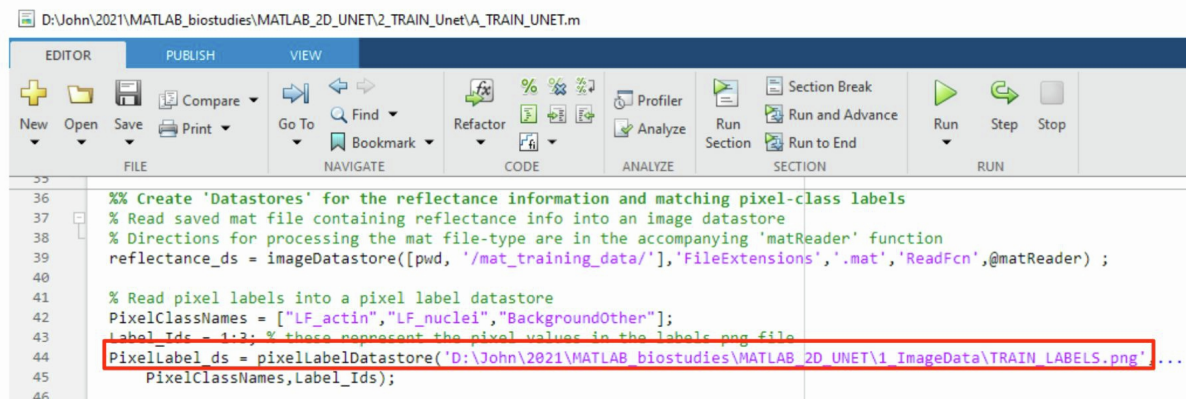 D:\John\2021\MATLAB_biostudies\MATLAB_2D_UNET\2_TRAIN_Unet\A_TRAIN_UNET.m
EDITOR PUBLISH VIEW
New Open Save Compare Print
FILE
Go To Find Bookmark
NAVIGATE
Refactor
CODE
Profiler Analyze
ANALYZE
Run Section Section Break Run and Advance Run to End
SECTION
Run Step Stop
RUN
35
36 %% Create 'Datastores' for the reflectance information and matching pixel-class labels
37 % Read saved mat file containing reflectance info into an image datastore
38 % Directions for processing the mat file-type are in the accompanying 'matReader' function
39 reflectance_ds = imageDatastore([pwd, '/mat_training_data/'],'FileExtensions','.mat','ReadFcn',@matReader) ;
40
41 % Read pixel labels into a pixel label datastore
42 PixelClassNames = ["LF_actin","LF_nuclei","BackgroundOther"];
43 Label_Ids = 1:3; % these represent the pixel values in the labels png file
44 PixelLabel_ds = pixelLabelDatastore('D:\John\2021\MATLAB_biostudies\MATLAB_2D_UNET\1_ImageData\TRAIN_LABELS.png',...
45 PixelClassNames,Label_Ids);
46